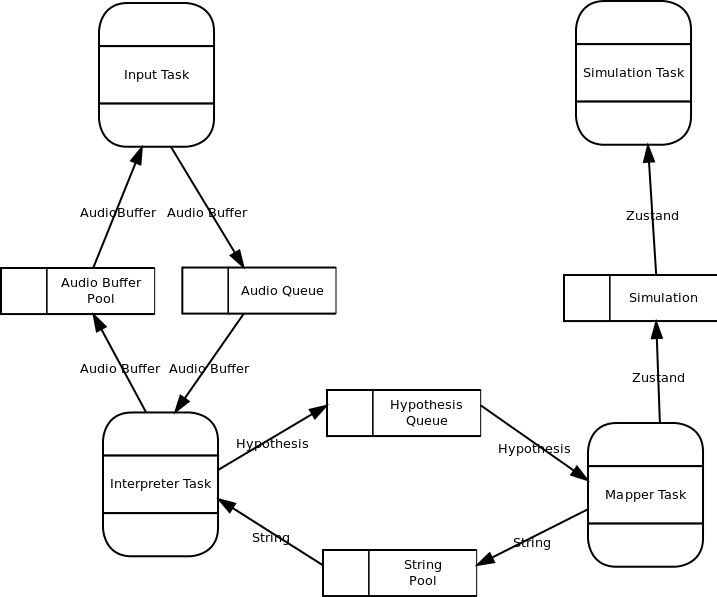 Input Task
Simulation Task
AudioBuffer
Audio Buffer
Zustand
Audio Buffer
Pool
Audio Queue
Simulation
Audio Buffer
Audio Buffer
Zustand
Hypothesis
Queue
Hypothesis
Hypothesis
Interpreter Task
Mapper Task
String
String
String
Pool